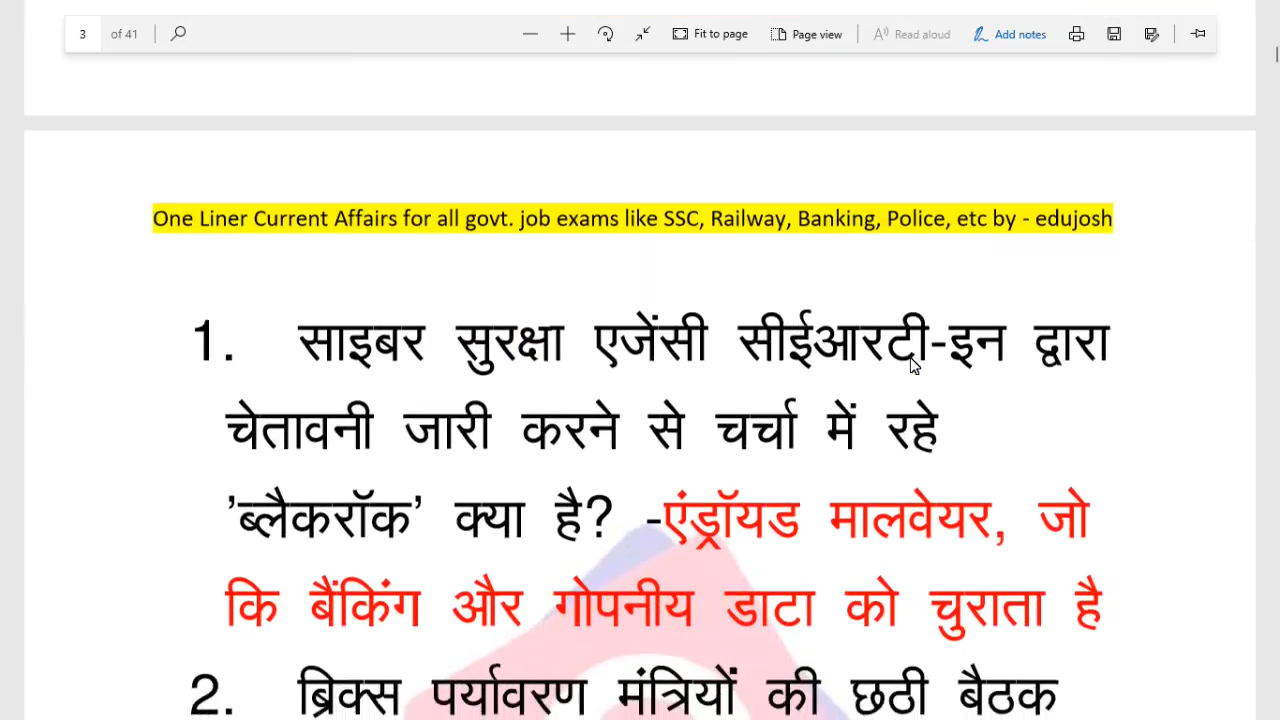 3 of 41 Fit to page Page view Read aloud Add notes
One Liner Current Affairs for all govt. job exams like SSC, Railway, Banking, Police, etc by - edujosh
1. साइबर सुरक्षा एजेंसी सीईआरटी-इन द्वारा
चेतावनी जारी करने से चर्चा में रहे
'ब्लैकरॉक' क्या है? -एंड्रॉयड मालवेयर, जो
कि बैंकिंग और गोपनीय डाटा को चुराता है
2. ब्रिक्स पर्यावरण मंत्रियों की छठी बैठक